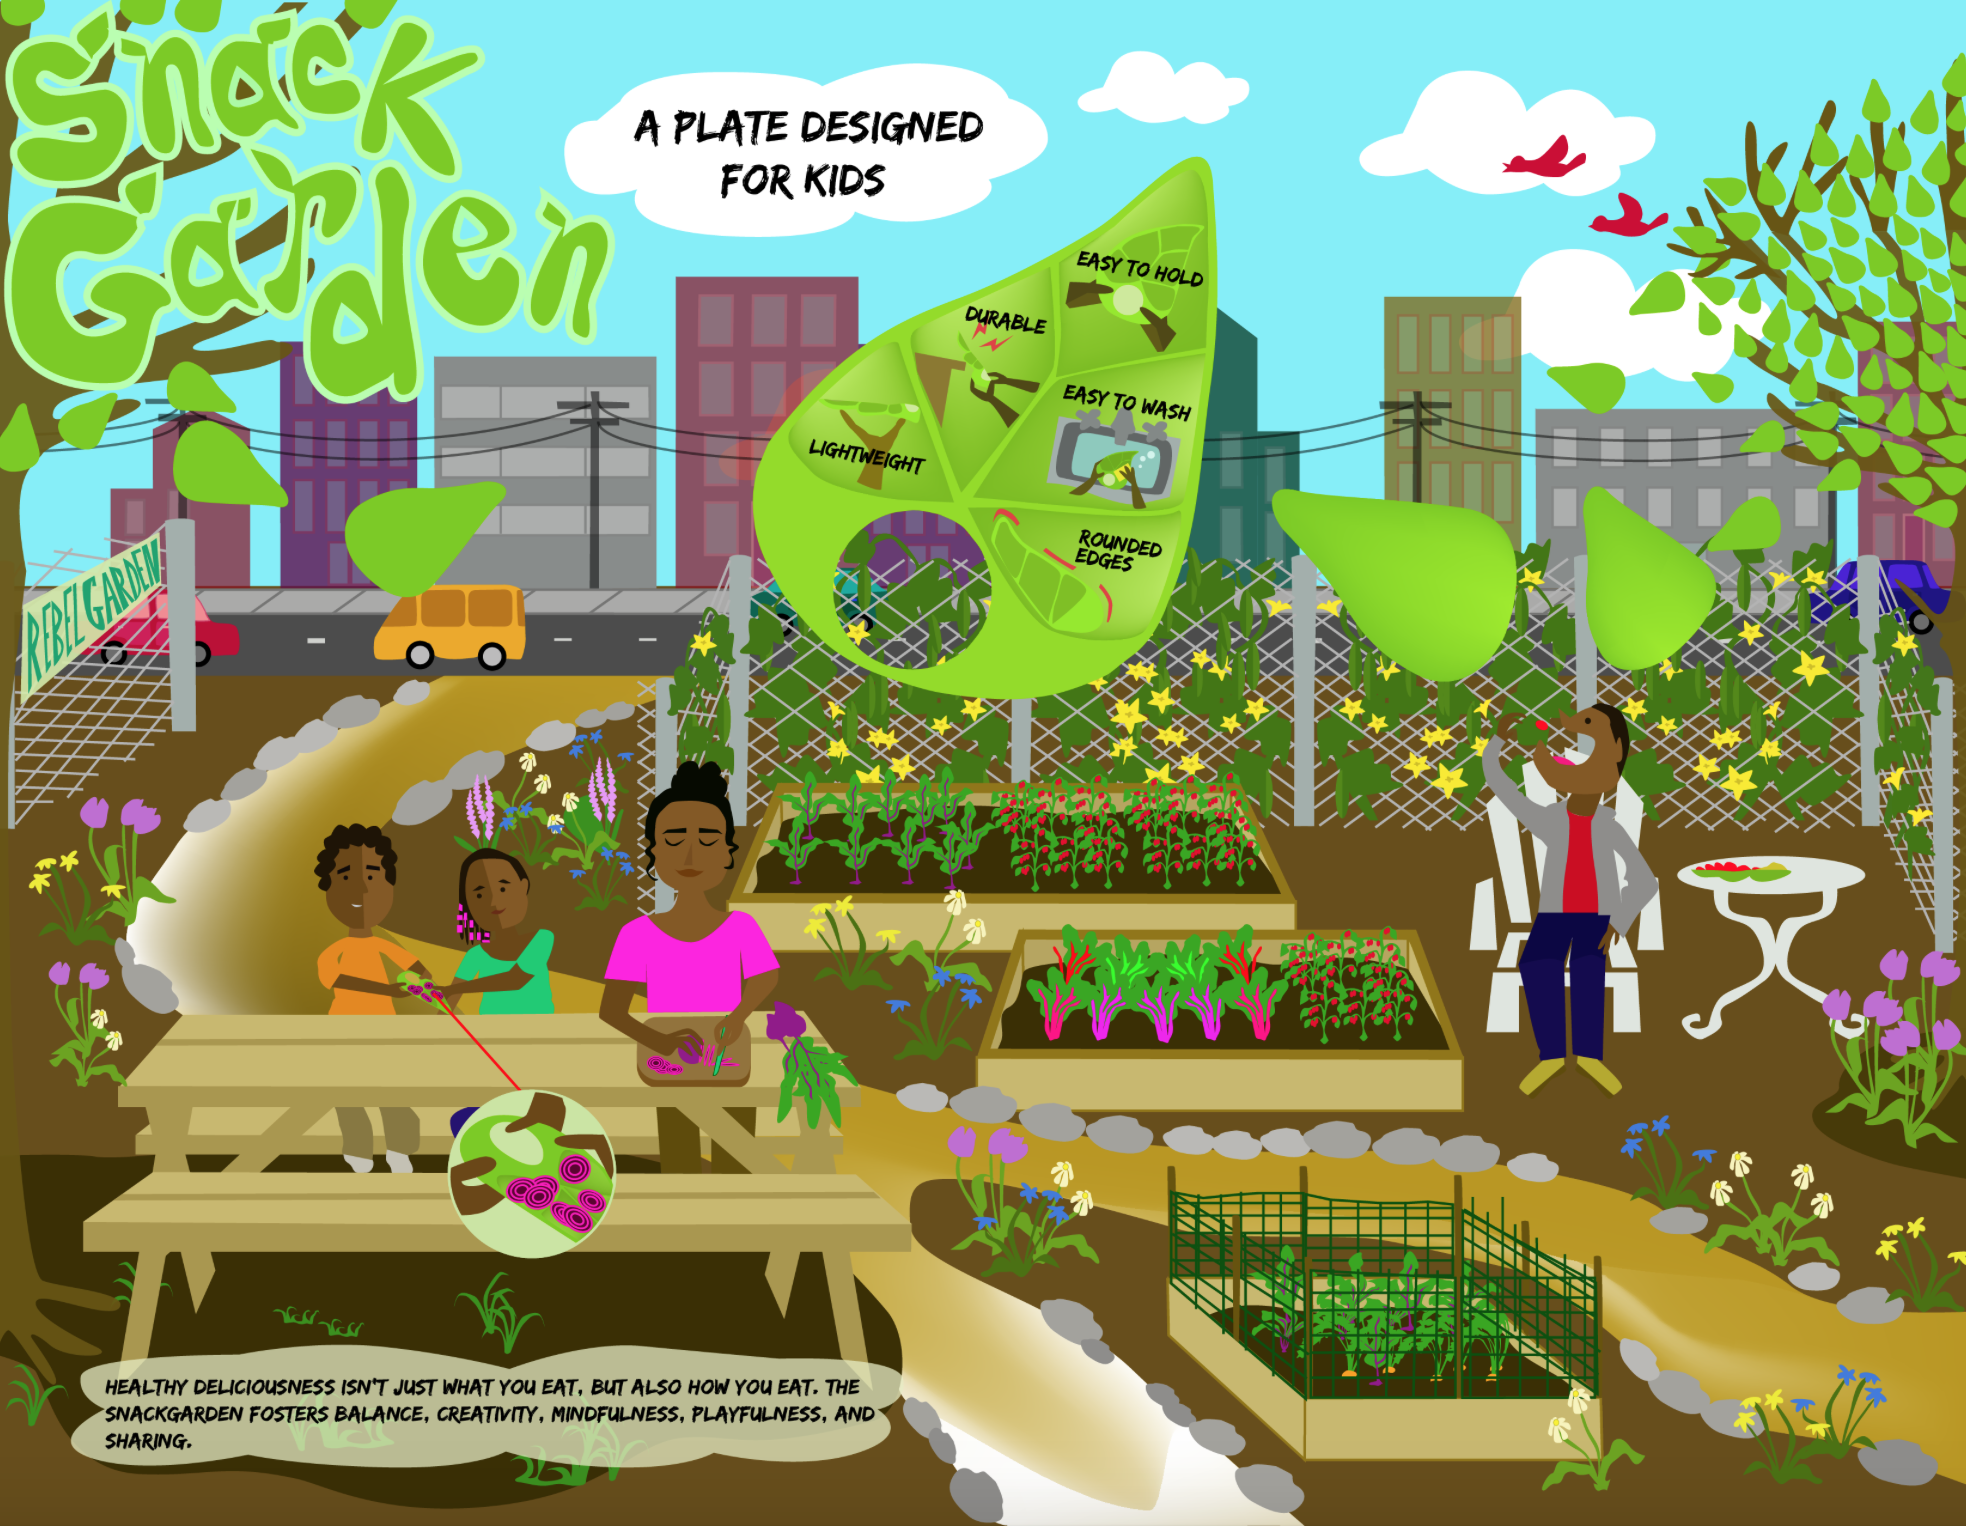 Snack
Garden
A PLATE DESIGNED
FOR KIDS
EASY TO HOLD
DURABLE
EASY TO WASH
LIGHTWEIGHT
ROUNDED
EDGES
REBEL GARDEN
HEALTHY DELICIOUSNESS ISN'T JUST WHAT YOU EAT, BUT ALSO HOW YOU EAT. THE
SNACKGARDEN FOSTERS BALANCE, CREATIVITY, MINDFULNESS, PLAYFULNESS, AND
SHARING.